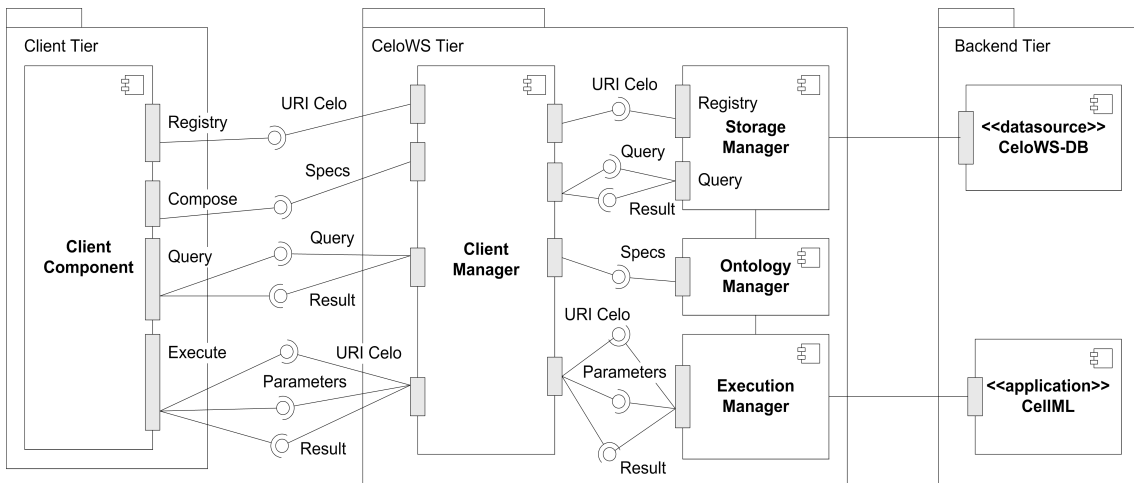 Client Tier
CeloWS Tier
Backend Tier
Registry
Compose
Query
Execute
Client
Component
URI Celo
Specs
Query
Result
URI Celo
Parameters
Result
Client
Manager
URI Celo
Query
Result
Specs
URI Celo
Parameters
Result
Registry
Storage
Manager
Query
Ontology
Manager
Execution
Manager
<<datasource>>
CeloWS-DB
<<application>>
CellML